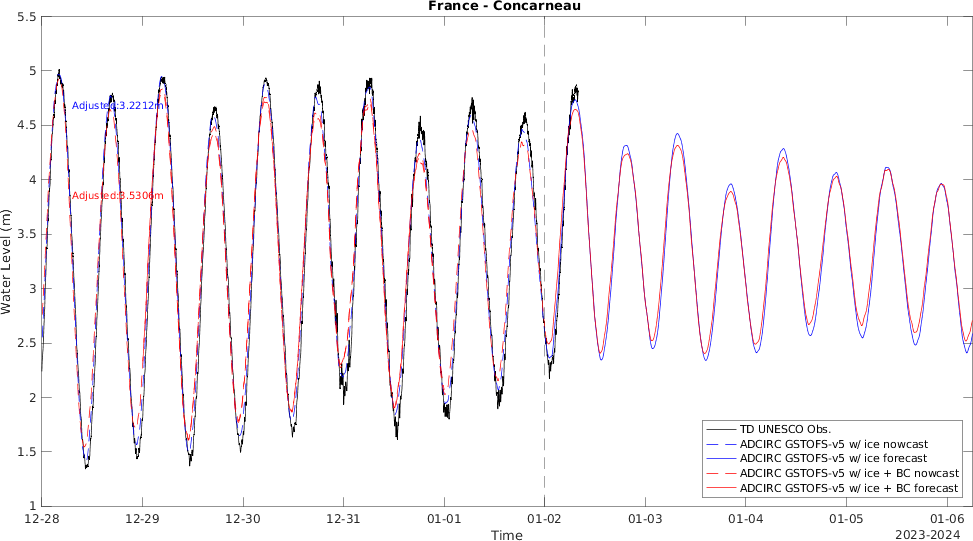 France - Concarneau
5.5
5
4.5
4
3.5
3
2.5
2
1.5
1
Water Level (m)
Adjusted:3.2212m
Adjusted:3.5306m
TD UNESCO Obs.
ADCIRC GSTOFS-v5 w/ ice nowcast
ADCIRC GSTOFS-v5 w/ ice forecast
ADCIRC GSTOFS-v5 w/ ice + BC nowcast
ADCIRC GSTOFS-v5 w/ ice + BC forecast
12-28 12-29 12-30 12-31 01-01 01-02 01-03 01-04 01-05 01-06
Time
2023-2024